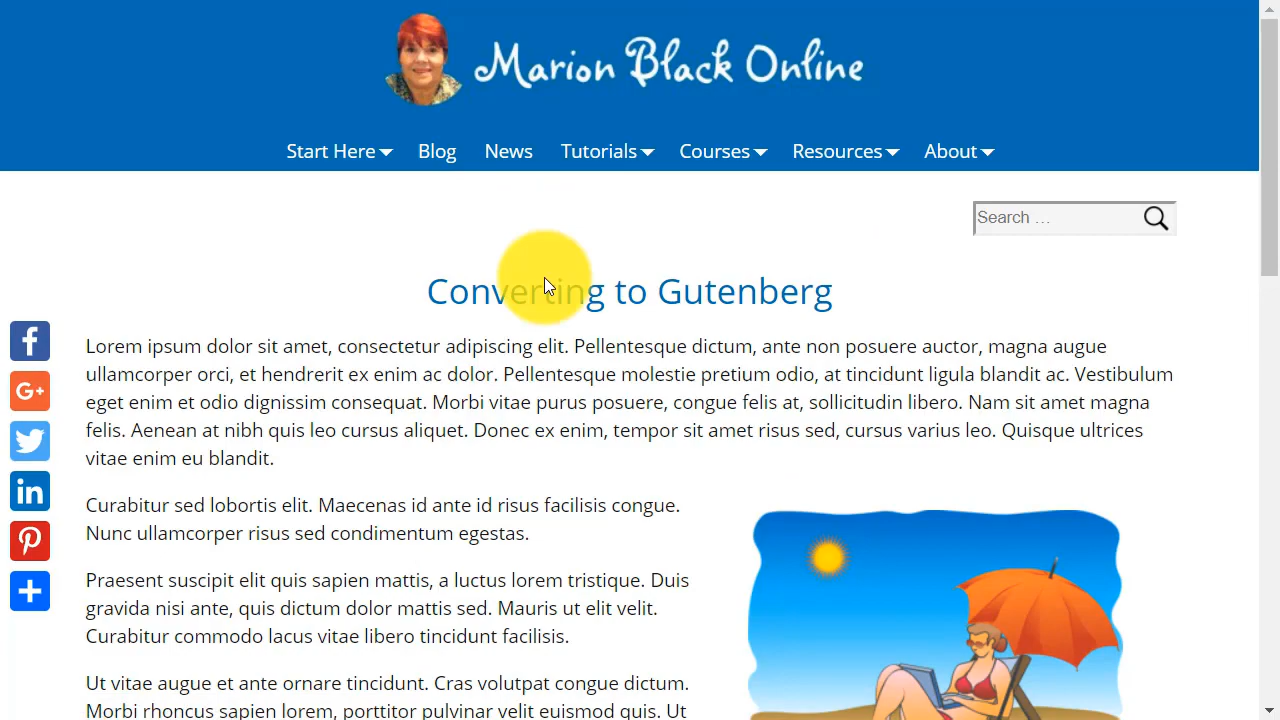 Marion Black Online
Start Here Blog News Tutorials Courses Resources About
Search …
Converting to Gutenberg
Lorem ipsum dolor sit amet, consectetur adipiscing elit. Pellentesque dictum, ante non posuere auctor, magna augue
ullamcorper orci, et hendrerit ex enim ac dolor. Pellentesque molestie pretium odio, at tincidunt ligula blandit ac. Vestibulum
eget enim et odio dignissim consequat. Morbi vitae purus posuere, congue felis at, sollicitudin libero. Nam sit amet magna
felis. Aenean at nibh quis leo cursus aliquet. Donec ex enim, tempor sit amet risus sed, cursus varius leo. Quisque ultrices
vitae enim eu blandit.
Curabitur sed lobortis elit. Maecenas id ante id risus facilisis congue.
Nunc ullamcorper risus sed condimentum egestas.
Praesent suscipit elit quis sapien mattis, a luctus lorem tristique. Duis
gravida nisi ante, quis dictum dolor mattis sed. Mauris ut elit velit.
Curabitur commodo lacus vitae libero tincidunt facilisis.
Ut vitae augue et ante ornare tincidunt. Cras volutpat congue dictum.
Morbi rhoncus sapien lorem, porttitor pulvinar velit euismod quis. Ut